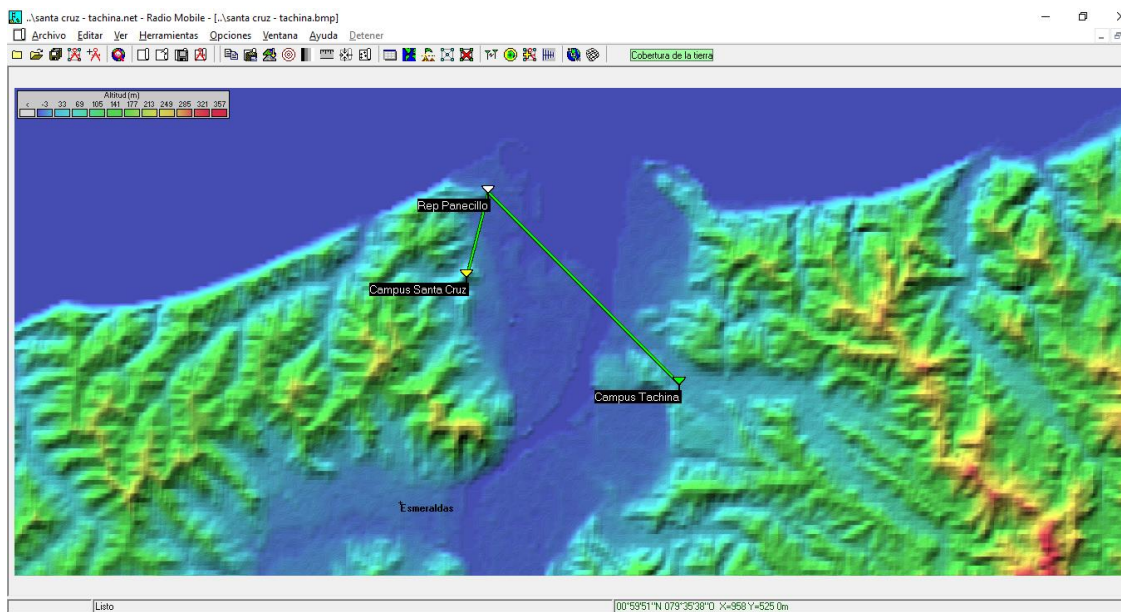 ..\santa cruz - tachina.net - Radio Mobile - [..\santa cruz - tachina.bmp]
Archivo Editar Ver Herramientas Opciones Ventana Ayuda Detener
Cobertura de la tierra
Altitud (m)
< -3 33 69 105 141 177 213 249 285 321 357
Rep Panecillo
Campus Santa Cruz
Campus Tachina
Esmeraldas
Listo
00°59'51"N 079°35'38"O X=958 Y=525 0m